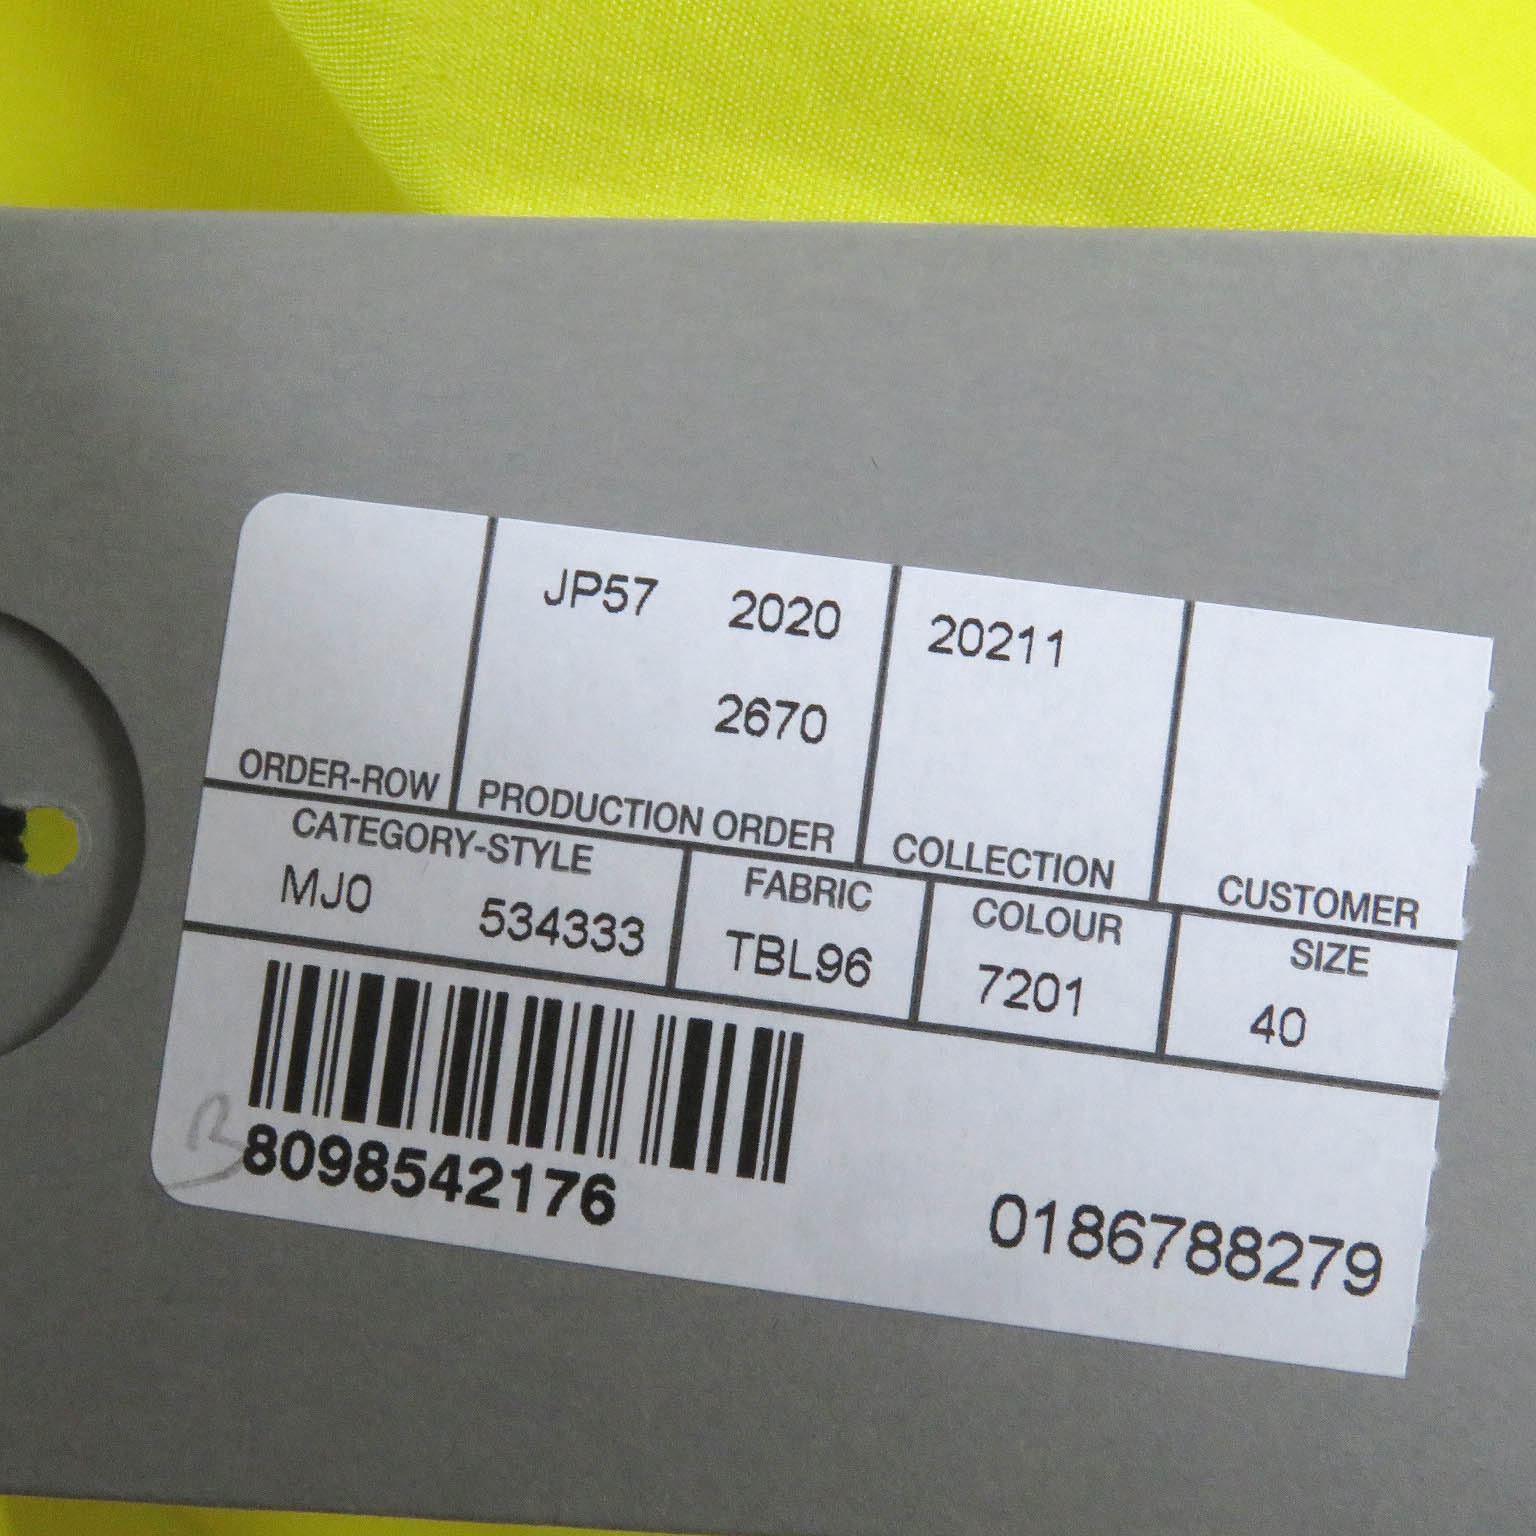 JP57 2020 20211
2670
ORDER-ROW PRODUCTION ORDER COLLECTION CUSTOMER
CATEGORY-STYLE FABRIC COLOUR SIZE
MJ0 534333 TBL96 7201 40
8098542176
0186788279